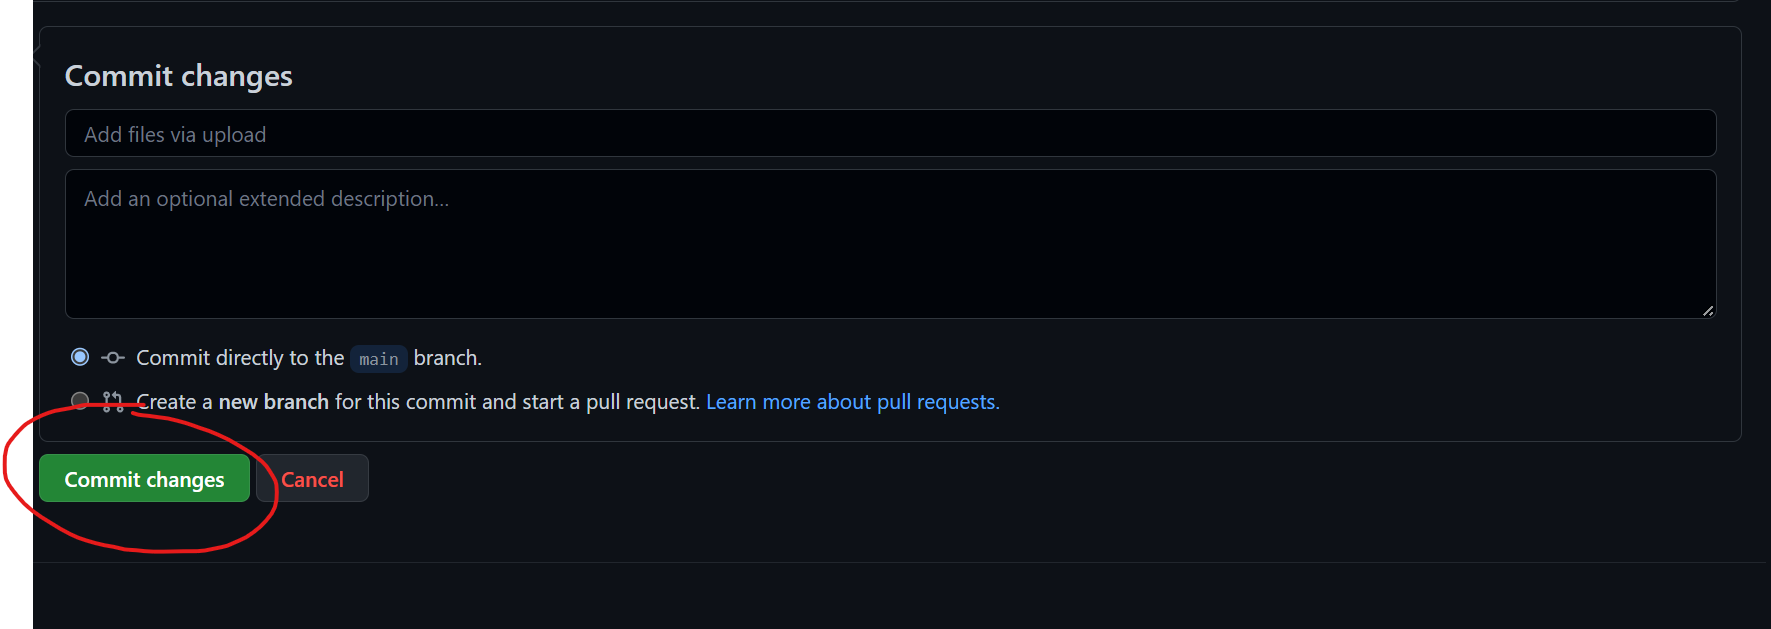 Commit changes
Add files via upload
Add an optional extended description...
Commit directly to the main branch.
Create a new branch for this commit and start a pull request. Learn more about pull requests.
Commit changes Cancel